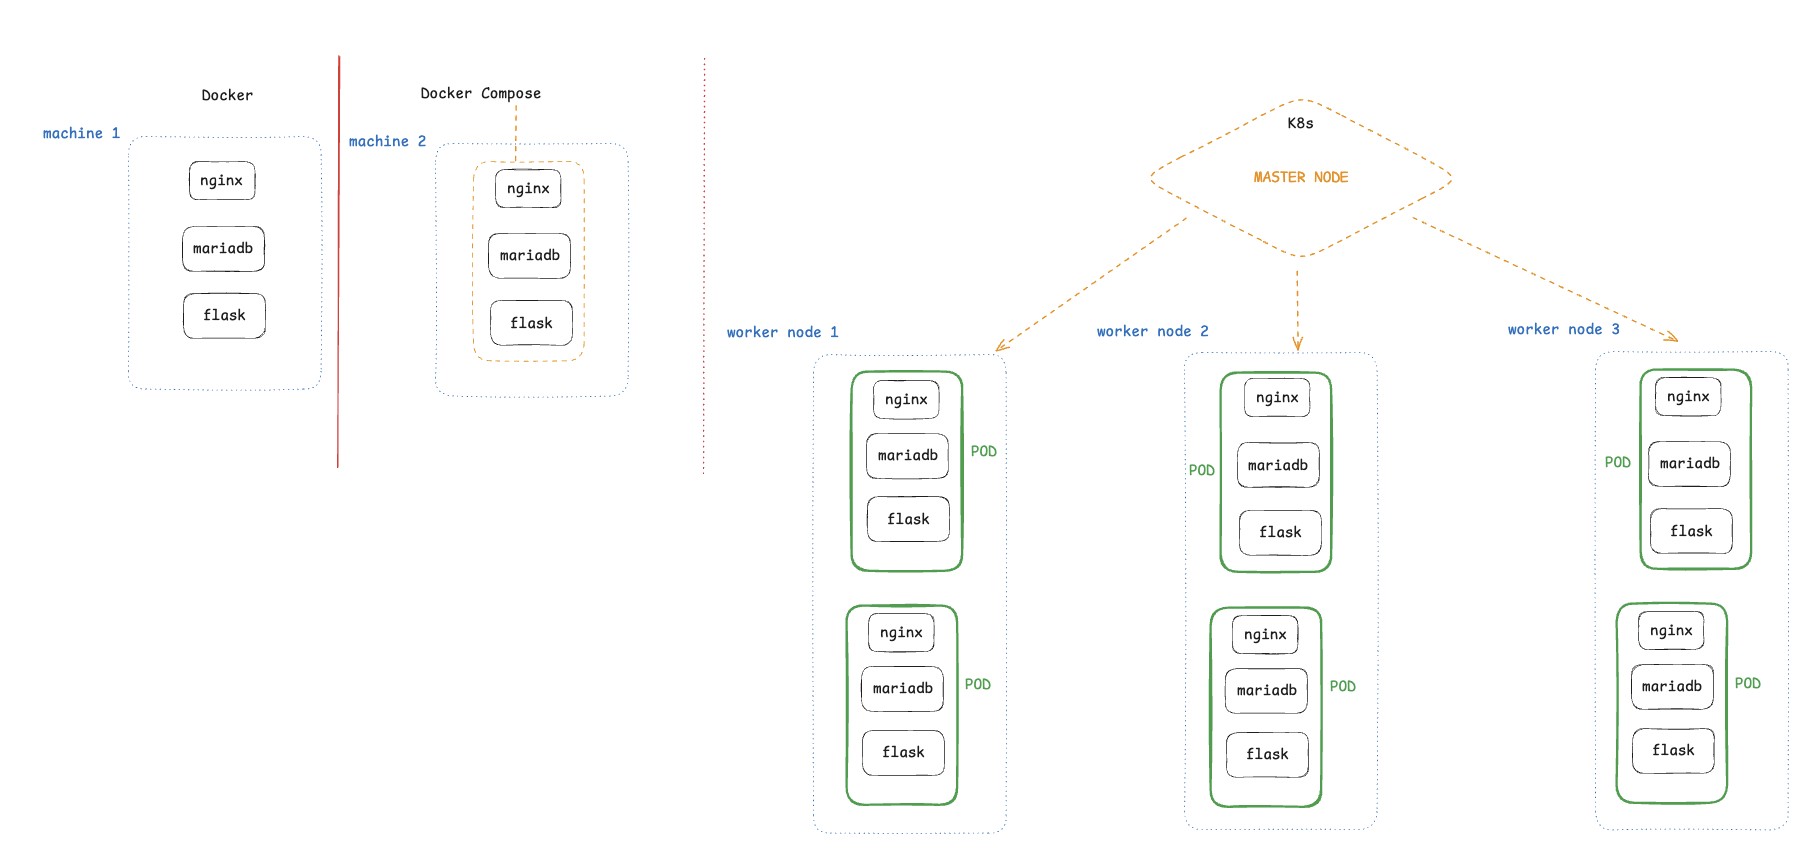 Docker
machine 1
nginx
mariadb
flask
Docker Compose
machine 2
nginx
mariadb
flask
K8s
MASTER NODE
worker node 1
nginx
mariadb
flask
POD
nginx
mariadb
flask
POD
worker node 2
nginx
mariadb
flask
POD
nginx
mariadb
flask
POD
worker node 3
nginx
mariadb
flask
POD
nginx
mariadb
flask
POD